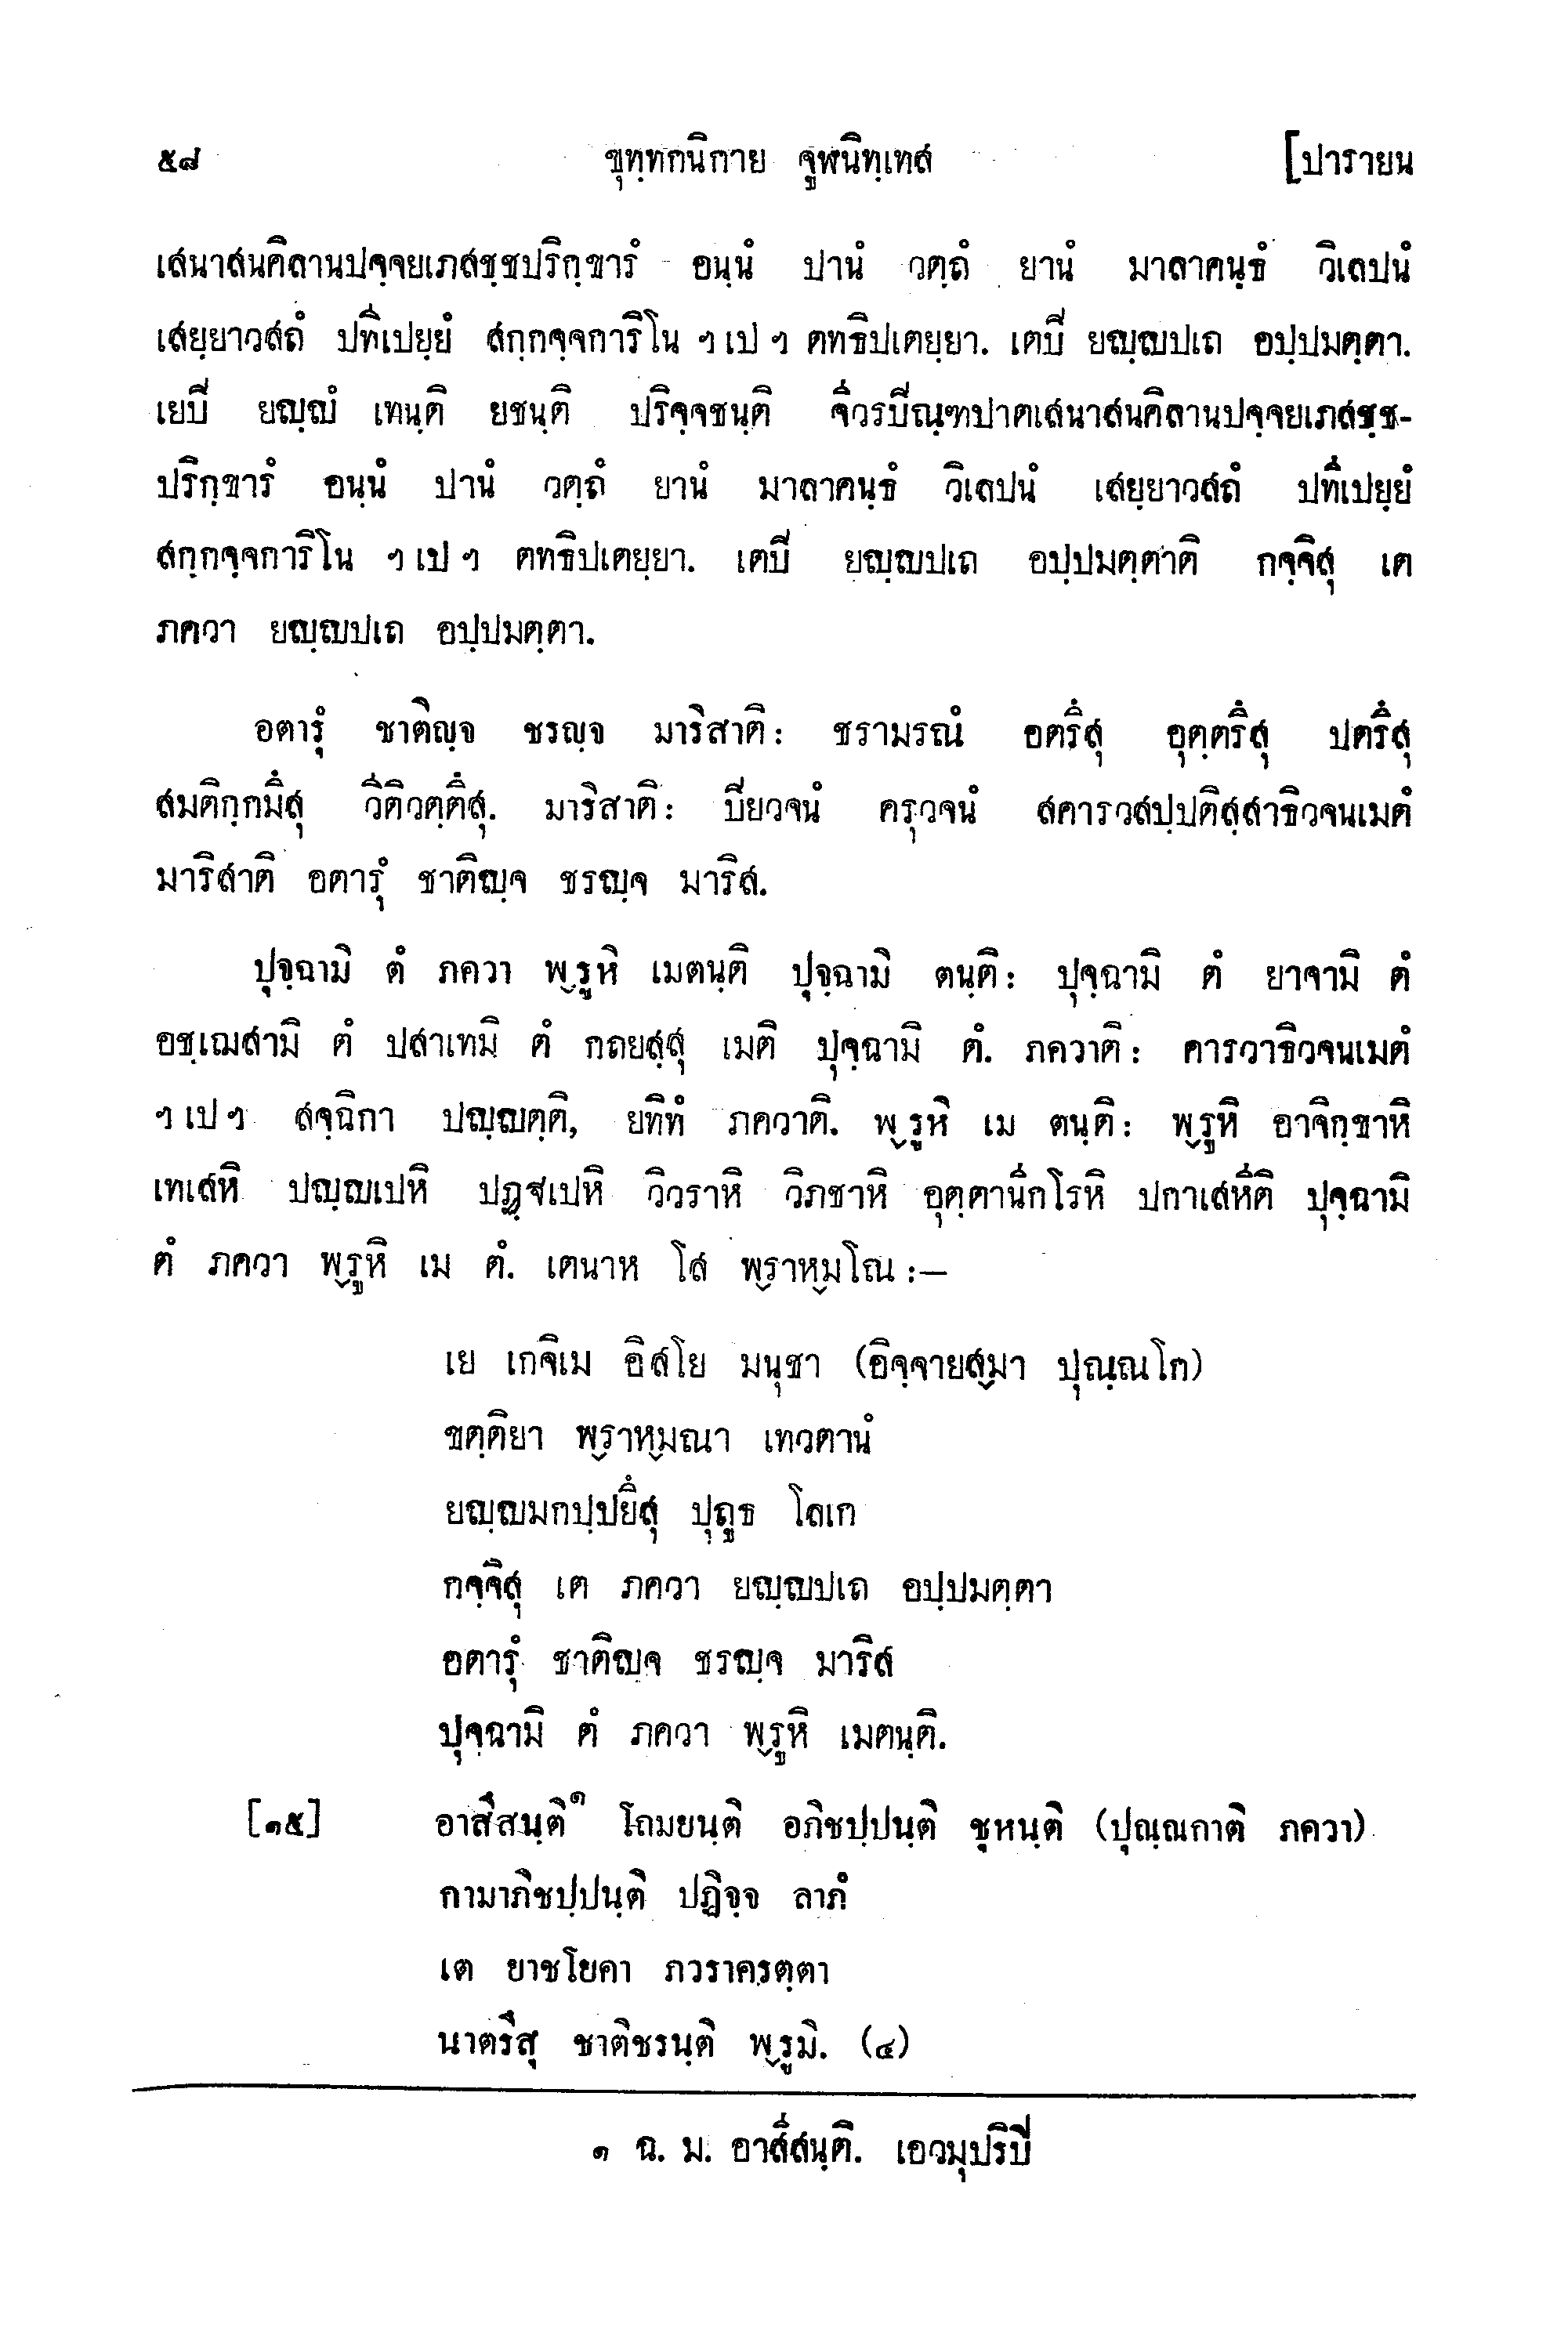 ๕๘ ขุทฺทกนิกาย จูฬนิทฺเทส [ปารายน
เสนาสนคิลานปจฺจยเภสชฺชปริกฺขารํ อนฺนํ ปานํ วตฺถํ ยานํ มาลาคนฺธํ วิเลปนํ
เสยฺยาวสถํ ปทีเปยฺยํ สกฺกจฺจการิโน ฯ เป ฯ ตทธิปเตยฺยา. เตปิ ยญฺญปเถ อปฺปมตฺตา.
เยปิ ยญฺญํ เทนฺติ ยชนฺติ ปริจฺจชนฺติ จีวรปิณฺฑปาตเสนาสนคิลานปจฺจยเภสชฺช-
ปริกฺขารํ อนฺนํ ปานํ วตฺถํ ยานํ มาลาคนฺธํ วิเลปนํ เสยฺยาวสถํ ปทีเปยฺยํ
สกฺกจฺจการิโน ฯ เป ฯ ตทธิปเตยฺยา. เตปิ ยญฺญปเถ อปฺปมตฺตาติ กจฺจิสุ เต
ภควา ยญฺญปเถ อปฺปมตฺตา.
อตารุํ ชาติญฺจ ชรญฺจ มาริสาติ: ชรามรณํ อตรึสุ อุตฺตรึสุ ปตรึสุ
สมติกฺกมึสุ วีติวตฺตึสุ. มาริสาติ: ปิยวจนํ ครุวจนํ สคารวสปฺปติสฺสาธิวจนเมตํ
มาริสาติ อตารุํ ชาติญฺจ ชรญฺจ มาริส.
ปุจฺฉามิ ตํ ภควา พฺรูหิ เมตนฺติ ปุจฺฉามิ ตนฺติ: ปุจฺฉามิ ตํ ยาจามิ ตํ
อชฺเฌสามิ ตํ ปสาเทมิ ตํ กถยสฺสุ เมติ ปุจฺฉามิ ตํ. ภควาติ: คารวาธิวจนเมตํ
ฯ เป ฯ สจฺฉิกา ปญฺญตฺติ, ยทิทํ ภควาติ. พฺรูหิ เม ตนฺติ: พฺรูหิ อาจิกฺขาหิ
เทเสหิ ปญฺญเปหิ ปฏฺฐเปหิ วิวราหิ วิภชาหิ อุตฺตานีกโรหิ ปกาเสหีติ ปุจฺฉามิ
ตํ ภควา พฺรูหิ เม ตํ. เตนาห โส พฺราหฺมโณ :—
เย เกจิเม อิสโย มนุชา (อิจฺจายสฺมา ปุณฺณโก)
ขตฺติยา พฺราหฺมณา เทวตานํ
ยญฺญมกปฺปยึสุ ปุถูธ โลเก
กจฺจิสุ เต ภควา ยญฺญปเถ อปฺปมตฺตา
อตารุํ ชาติญฺจ ชรญฺจ มาริส
ปุจฺฉามิ ตํ ภควา พฺรูหิ เมตนฺติ.
[๑๕] อาสึสนฺติ๑ โถมยนฺติ อภิชปฺปนฺติ ชุหนฺติ (ปุณฺณกาติ ภควา)
กามาภิชปฺปนฺติ ปฏิจฺจ ลาภํ
เต ยาชโยคา ภวราครตฺตา
นาตรึสุ ชาติชรนฺติ พฺรูมิ. (๔)
๑ ฉ. ม. อาสีสนฺติ. เอวมุปริปิ